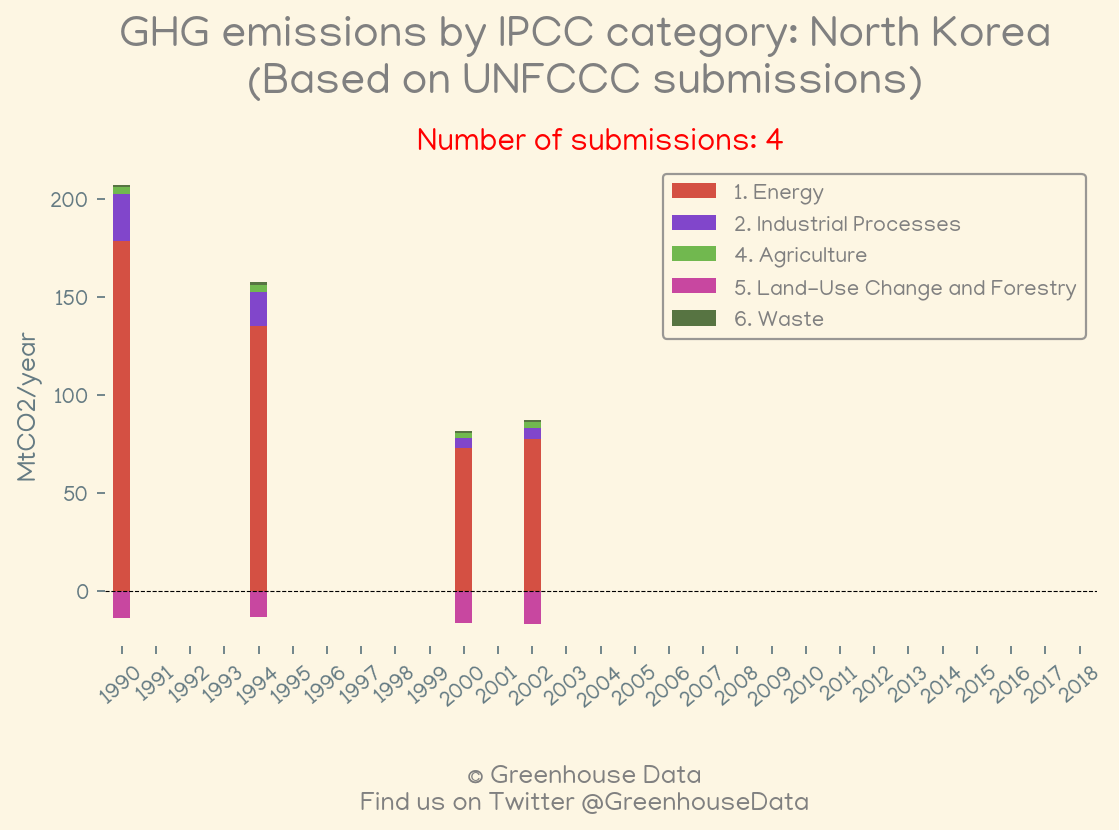 GHG emissions by IPCC category: North Korea
(Based on UNFCCC submissions)
Number of submissions: 4
1. Energy
2. Industrial Processes
4. Agriculture
5. Land-Use Change and Forestry
6. Waste
MtCO2/year
200
150
100
50
0
1990 1991 1992 1993 1994 1995 1996 1997 1998 1999 2000 2001 2002 2003 2004 2005 2006 2007 2008 2009 2010 2011 2012 2013 2014 2015 2016 2017 2018
© Greenhouse Data
Find us on Twitter @GreenhouseData